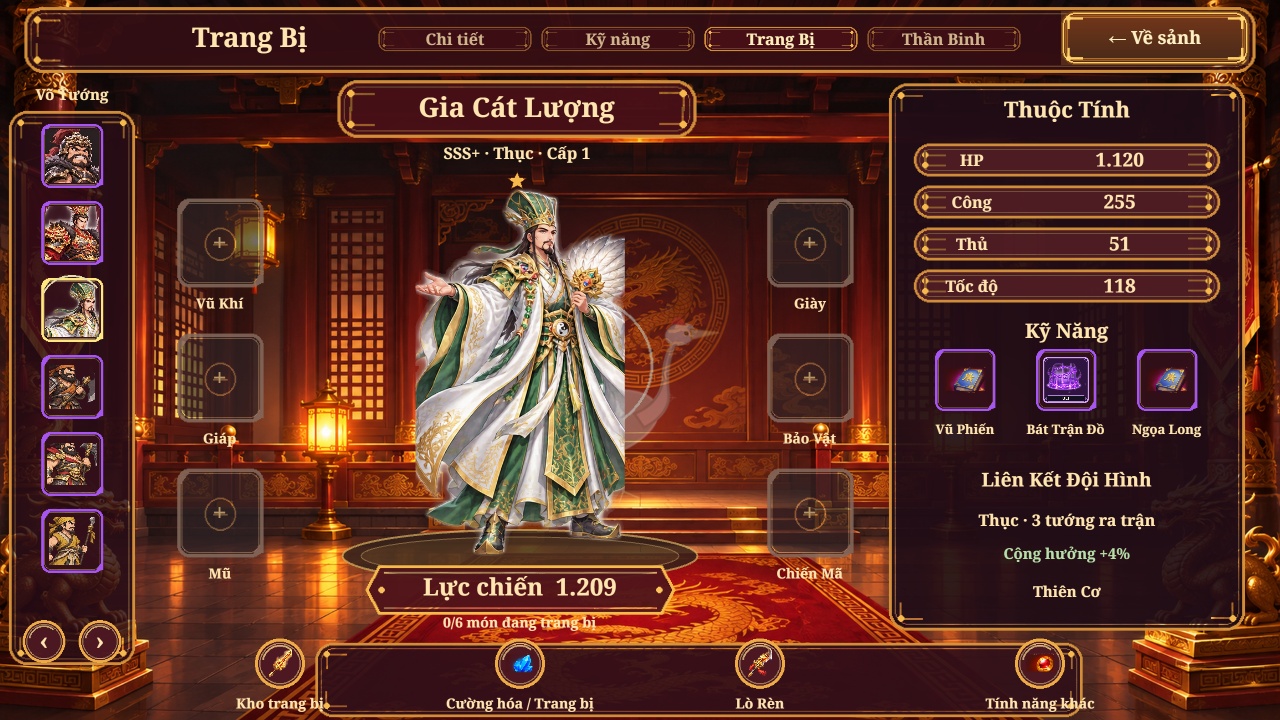 Trang Bị
Chi tiết
Kỹ năng
Trang Bị
Thần Binh
← Về sảnh
Võ Tướng
Gia Cát Lượng
SSS+ · Thục · Cấp 1
Vũ Khí
Giáp
Mũ
Giày
Bảo Vật
Chiến Mã
Lực chiến 1.209
0/6 món đang trang bị
Thuộc Tính
HP 1.120
Công 255
Thủ 51
Tốc độ 118
Kỹ Năng
Vũ Phiến
Bát Trận Đồ
Ngọa Long
Liên Kết Đội Hình
Thục · 3 tướng ra trận
Cộng hưởng +4%
Thiên Cơ
‹ ›
Kho trang bị
Cường hóa / Trang bị
Lò Rèn
Tính năng khác